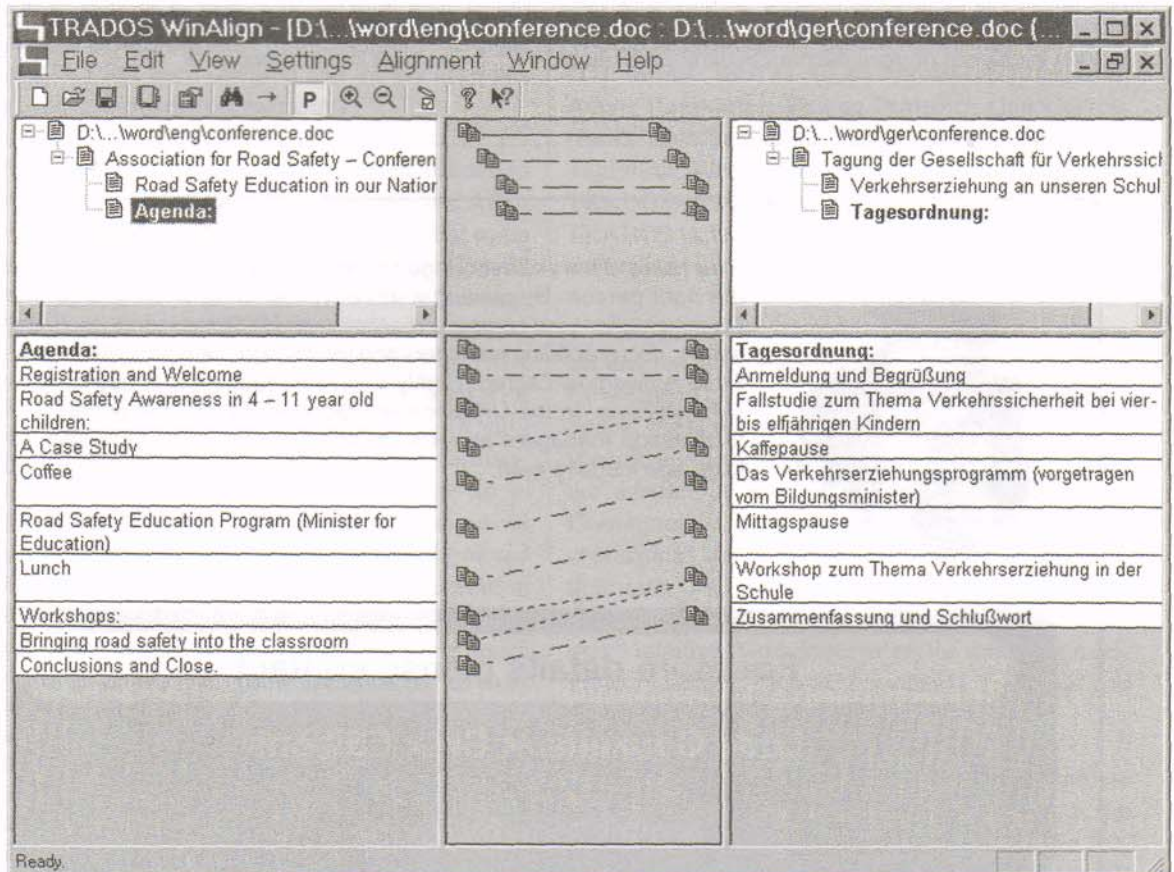 TRADOS WinAlign - [D:\...\word\eng\conference.doc : D:\...\word\ger\conference.doc (...
File Edit View Settings Alignment Window Help
P
D:\...\word\eng\conference.doc
Association for Road Safety – Conferen
Road Safety Education in our Nation
Agenda:
D:\...\word\ger\conference.doc
Tagung der Gesellschaft für Verkehrssich
Verkehrserziehung an unseren Schul
Tagesordnung:
Agenda:
Registration and Welcome
Road Safety Awareness in 4 – 11 year old
children:
A Case Study
Coffee
Road Safety Education Program (Minister for
Education)
Lunch
Workshops:
Bringing road safety into the classroom
Conclusions and Close.
Tagesordnung:
Anmeldung und Begrüßung
Fallstudie zum Thema Verkehrssicherheit bei vier-
bis elfjährigen Kindern
Kaffepause
Das Verkehrserziehungsprogramm (vorgetragen
vom Bildungsminister)
Mittagspause
Workshop zum Thema Verkehrserziehung in der
Schule
Zusammenfassung und Schlußwort
Ready.